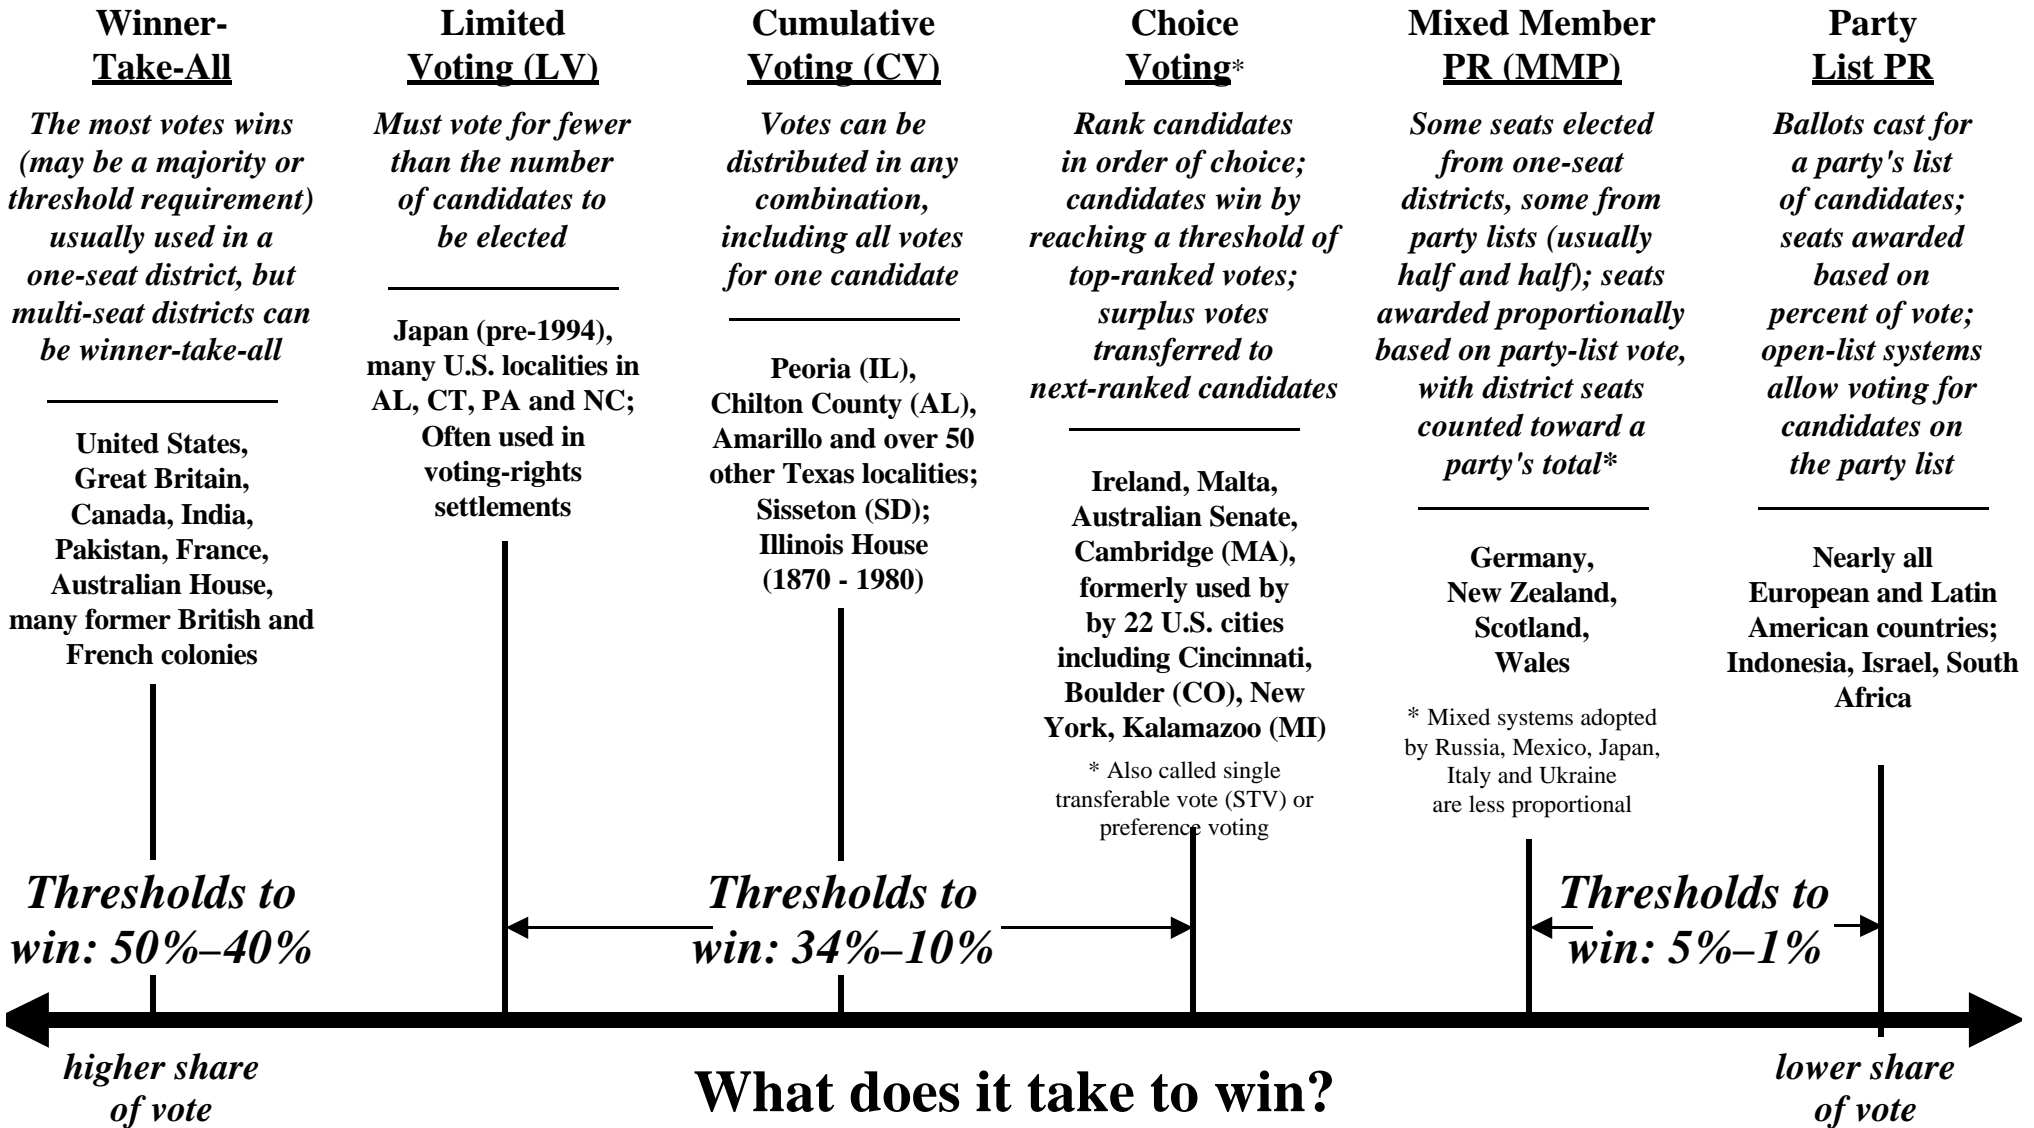 Winner-
Take-All
The most votes wins
(may be a majority or
threshold requirement)
usually used in a
one-seat district, but
multi-seat districts can
be winner-take-all
United States,
Great Britain,
Canada, India,
Pakistan, France,
Australian House,
many former British and
French colonies
Limited
Voting (LV)
Must vote for fewer
than the number
of candidates to
be elected
Japan (pre-1994),
many U.S. localities in
AL, CT, PA and NC;
Often used in
voting-rights
settlements
Cumulative
Voting (CV)
Votes can be
distributed in any
combination,
including all votes
for one candidate
Peoria (IL),
Chilton County (AL),
Amarillo and over 50
other Texas localities;
Sisseton (SD);
Illinois House
(1870 - 1980)
Choice
Voting*
Rank candidates
in order of choice;
candidates win by
reaching a threshold of
top-ranked votes;
surplus votes
transferred to
next-ranked candidates
Ireland, Malta,
Australian Senate,
Cambridge (MA),
formerly used by
by 22 U.S. cities
including Cincinnati,
Boulder (CO), New
York, Kalamazoo (MI)
* Also called single
transferable vote (STV) or
preference voting
Mixed Member
PR (MMP)
Some seats elected
from one-seat
districts, some from
party lists (usually
half and half); seats
awarded proportionally
based on party-list vote,
with district seats
counted toward a
party's total*
Germany,
New Zealand,
Scotland,
Wales
* Mixed systems adopted
by Russia, Mexico, Japan,
Italy and Ukraine
are less proportional
Party
List PR
Ballots cast for
a party's list
of candidates;
seats awarded
based on
percent of vote;
open-list systems
allow voting for
candidates on
the party list
Nearly all
European and Latin
American countries;
Indonesia, Israel, South
Africa
Thresholds to
win: 50%–40%
Thresholds to
win: 34%–10%
Thresholds to
win: 5%–1%
higher share
of vote
What does it take to win?
lower share
of vote